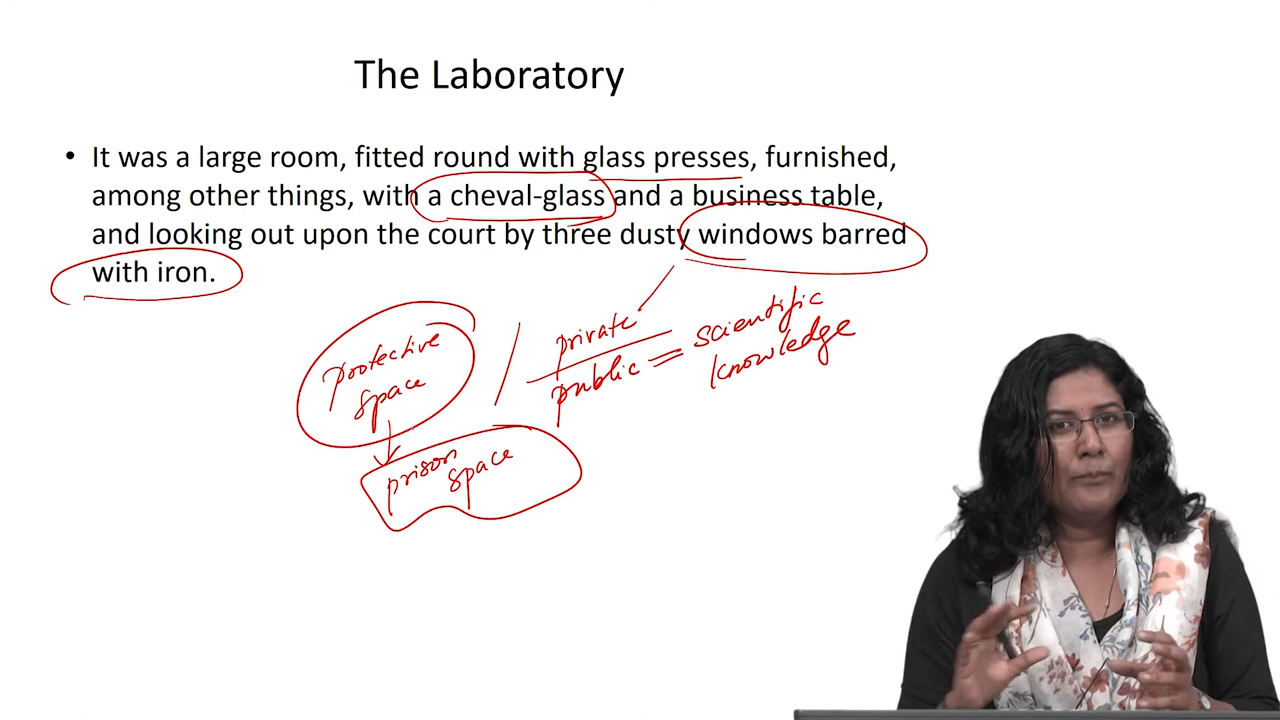 The Laboratory
• It was a large room, fitted round with glass presses, furnished,
among other things, with a cheval-glass and a business table,
and looking out upon the court by three dusty windows barred
with iron.
protective
space
/
private
public = scientific
knowledge
prison
space